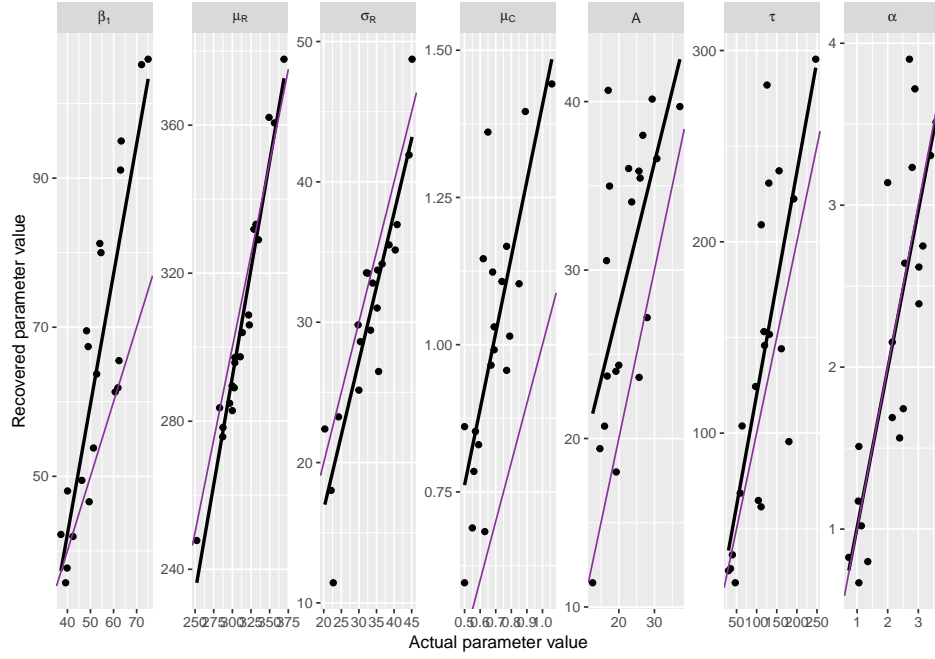 β₁ μ_R σ_R μ_C A τ α
50 1.50 300 4
90 360 40 40
1.25 3
320 200
70 30 1.00 30
2
280 100
50 20 0.75 20
1
240 10 10
40 50 60 70 250 275 300 325 350 375 20 25 30 35 40 45 0.5 0.6 0.7 0.8 0.9 1.0 20 30 50 100 150 200 250 1 2 3
Recovered parameter value
Actual parameter value